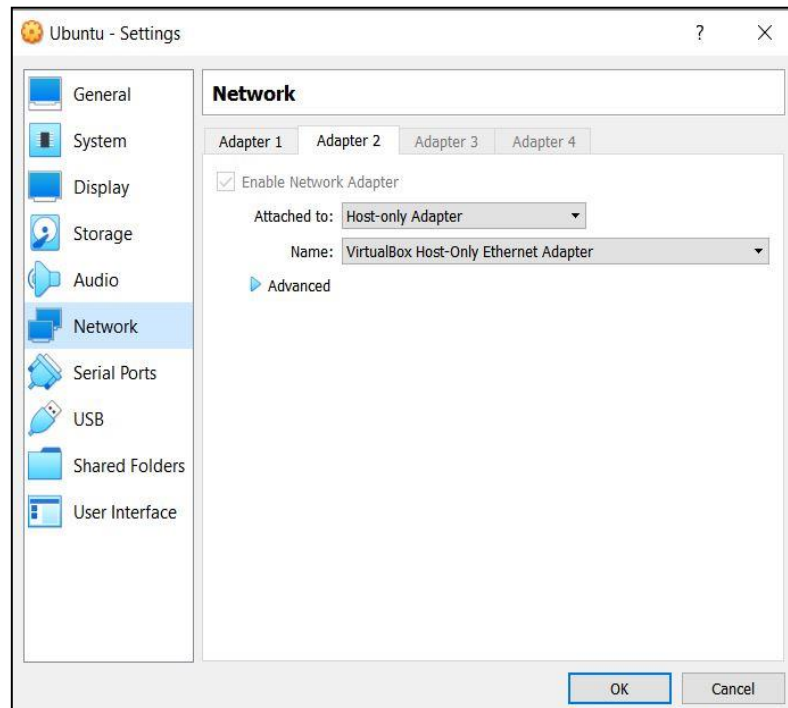 Ubuntu - Settings
?
General
System
Display
Storage
Audio
Network
Serial Ports
USB
Shared Folders
User Interface
Network
Adapter 1 Adapter 2 Adapter 3 Adapter 4
Enable Network Adapter
Attached to: Host-only Adapter
Name: VirtualBox Host-Only Ethernet Adapter
Advanced
OK Cancel